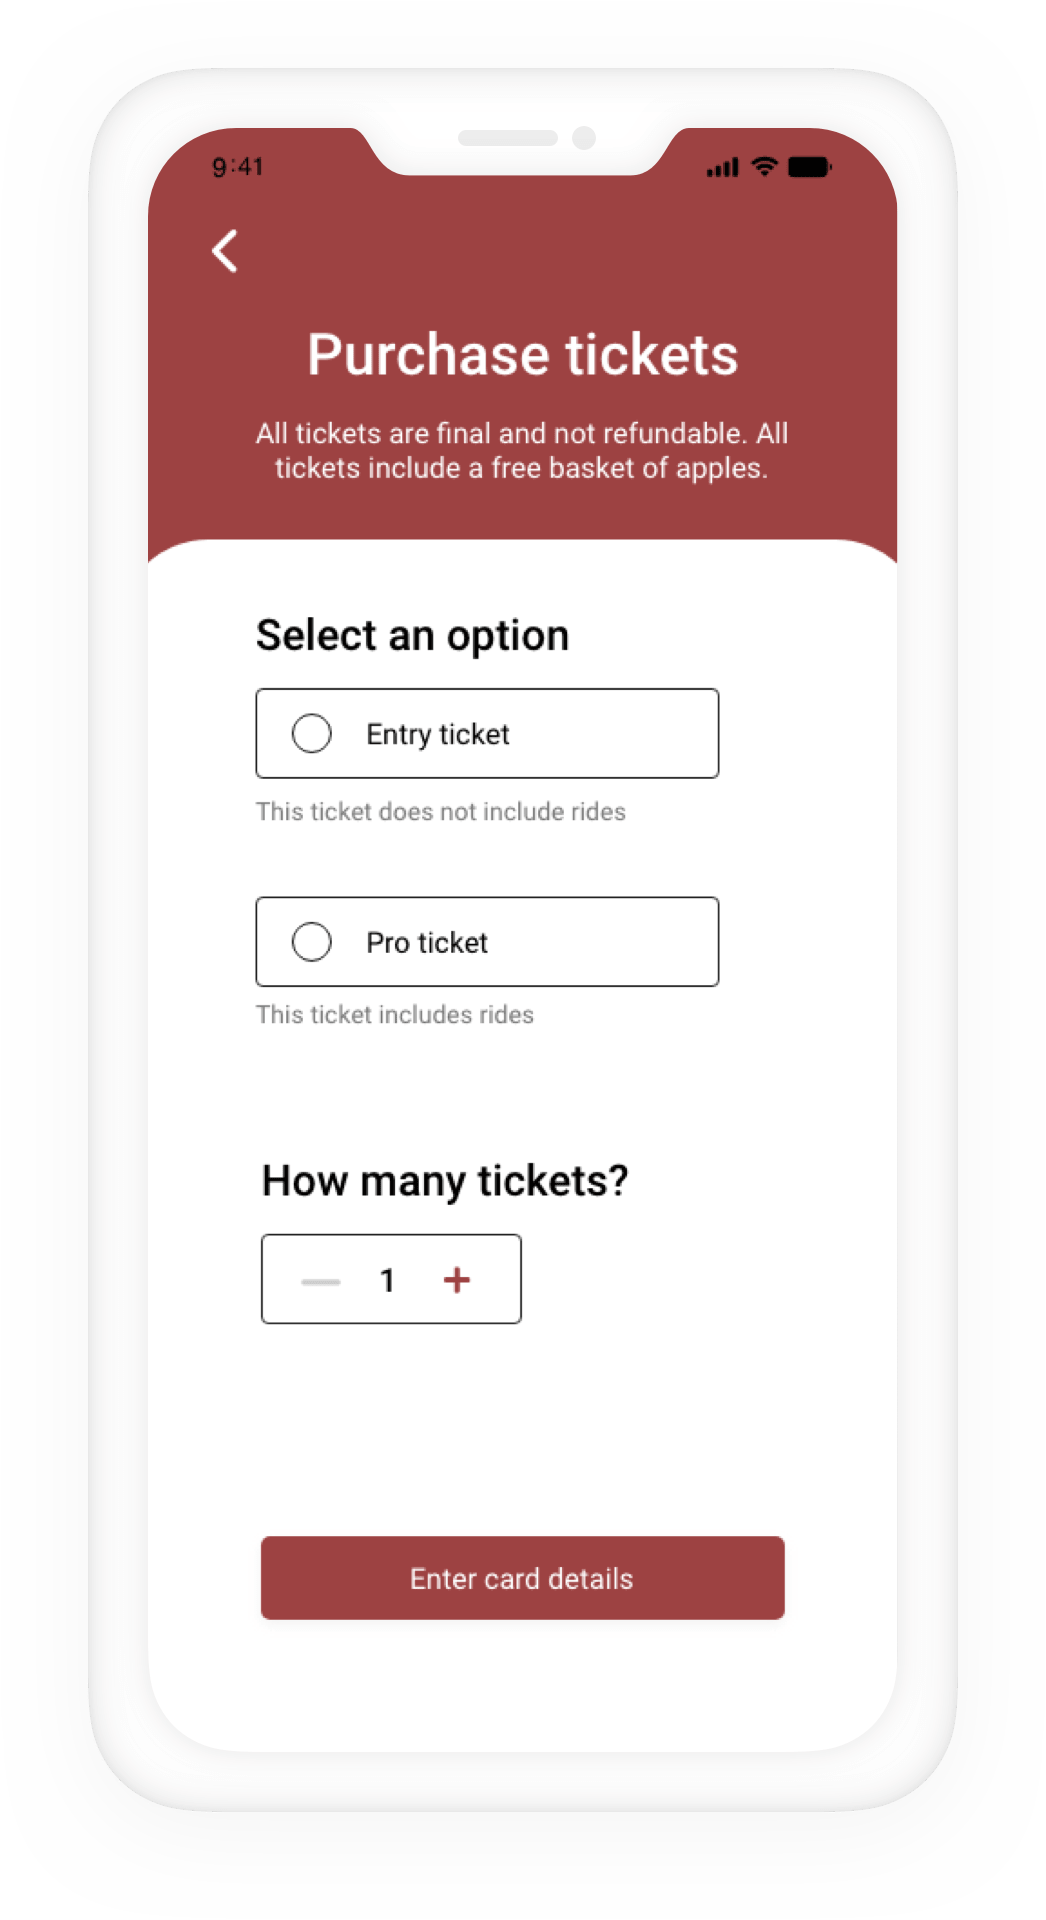 9:41
Purchase tickets
All tickets are final and not refundable. All
tickets include a free basket of apples.
Select an option
Entry ticket
This ticket does not include rides
Pro ticket
This ticket includes rides
How many tickets?
1
Enter card details